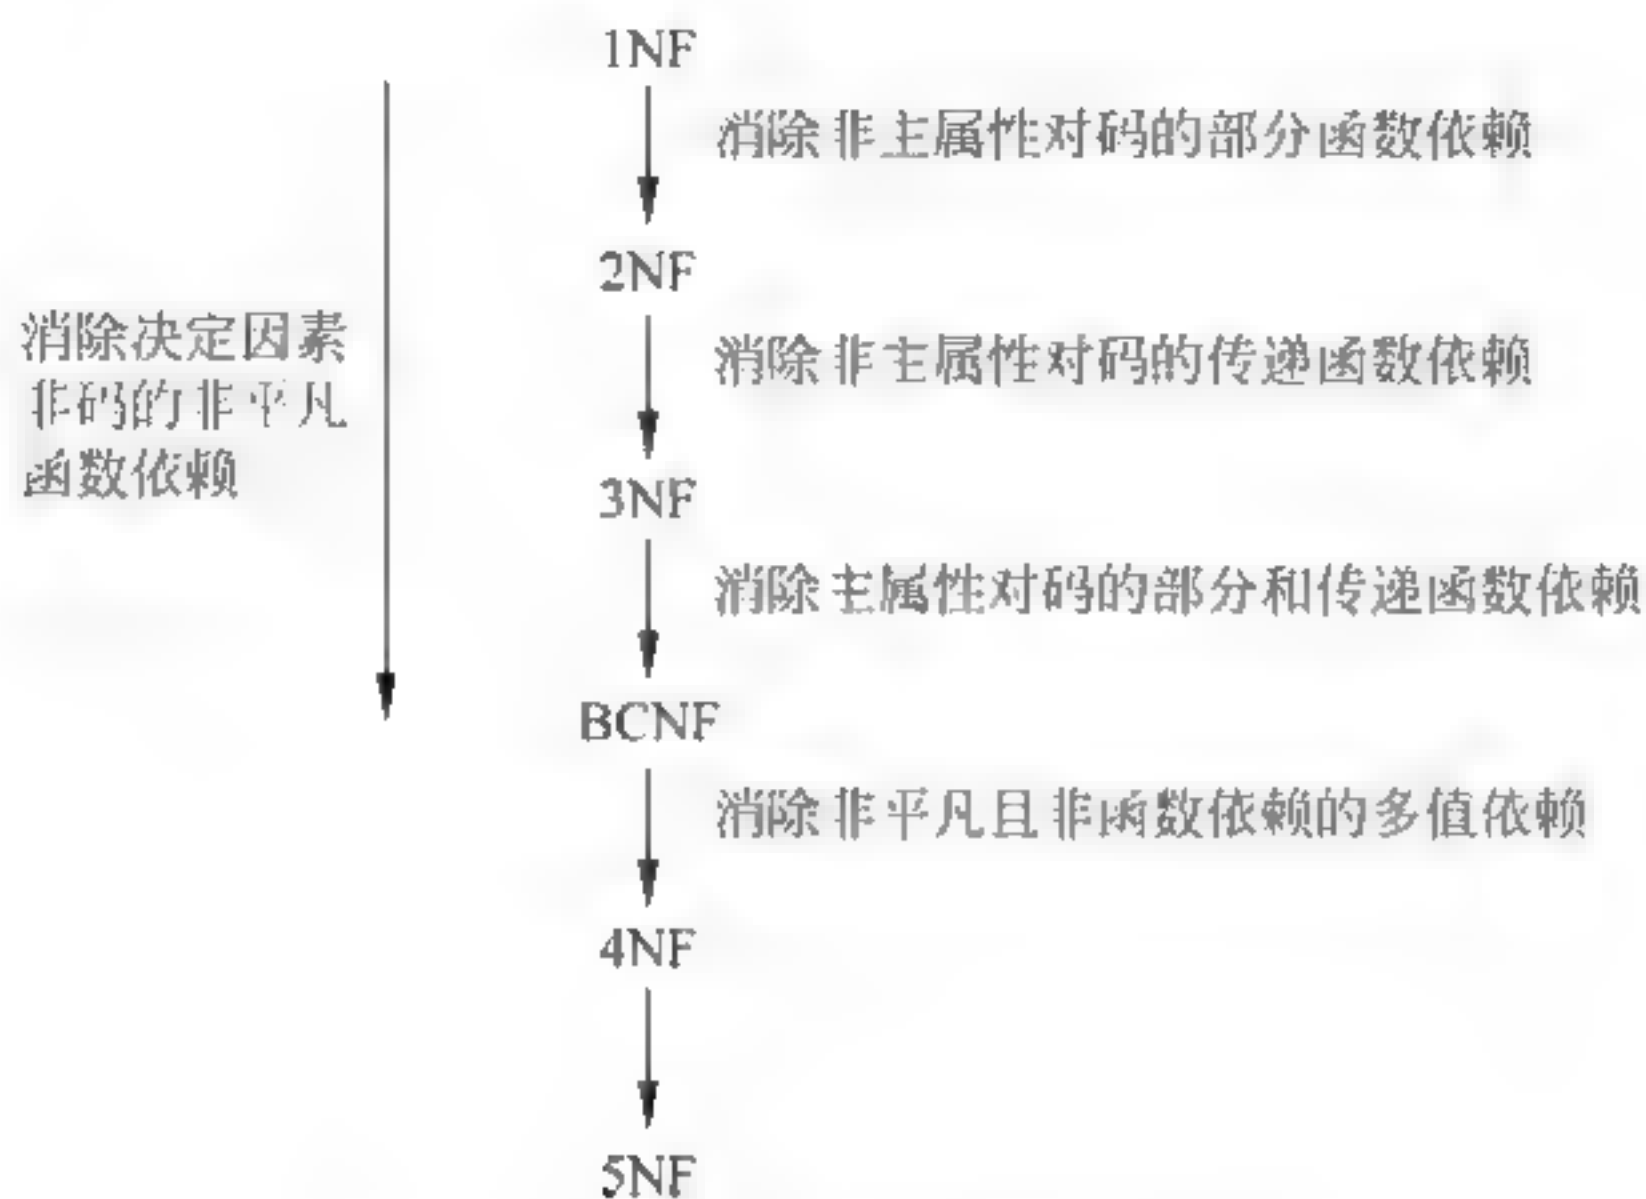 1NF
消除非主属性对码的部分函数依赖
2NF
消除决定因素
非码的非平凡
函数依赖
消除非主属性对码的传递函数依赖
3NF
消除主属性对码的部分和传递函数依赖
BCNF
消除非平凡且非函数依赖的多值依赖
4NF
5NF